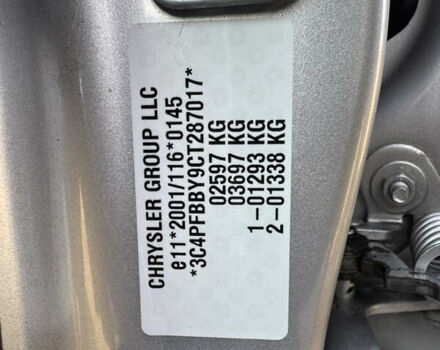 CHRYSLER GROUP LLC
e11*2001/116*0145
*3C4PFBBY9CT287017*
02597 KG
03697 KG
1-01293 KG
2-01338 KG